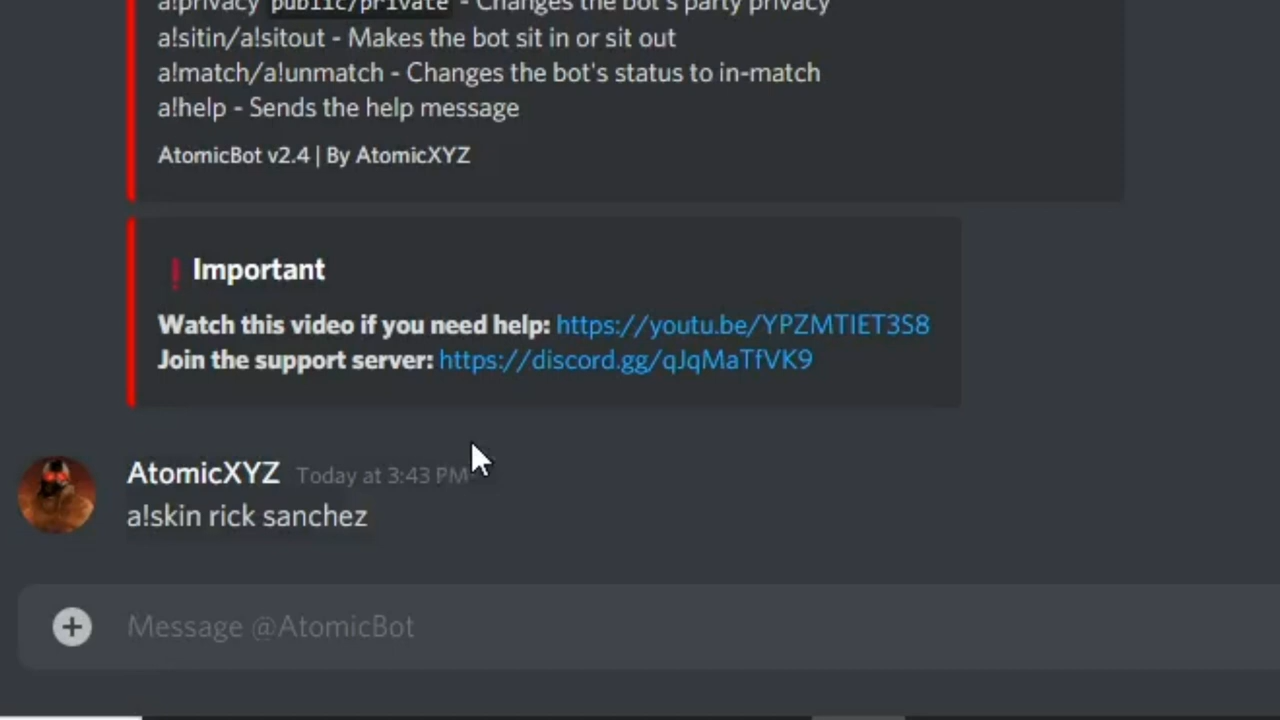 a!privacy public/private - Changes the bot's party privacy
a!sitin/a!sitout - Makes the bot sit in or sit out
a!match/a!unmatch - Changes the bot's status to in-match
a!help - Sends the help message
AtomicBot v2.4 | By AtomicXYZ
❗ Important
Watch this video if you need help: https://youtu.be/YPZMTIET3S8
Join the support server: https://discord.gg/qJqMaTfVK9
AtomicXYZ Today at 3:43 PM
a!skin rick sanchez
Message @AtomicBot